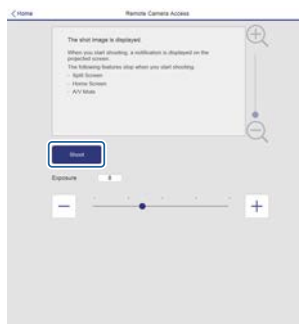 Home
Remote Camera Access
The shot image is displayed.
When you start shooting, a notification is displayed on the
projected screen.
The following features stop when you start shooting.
- Split Screen
- Home Screen
- A/V Mute
Shoot
Exposure